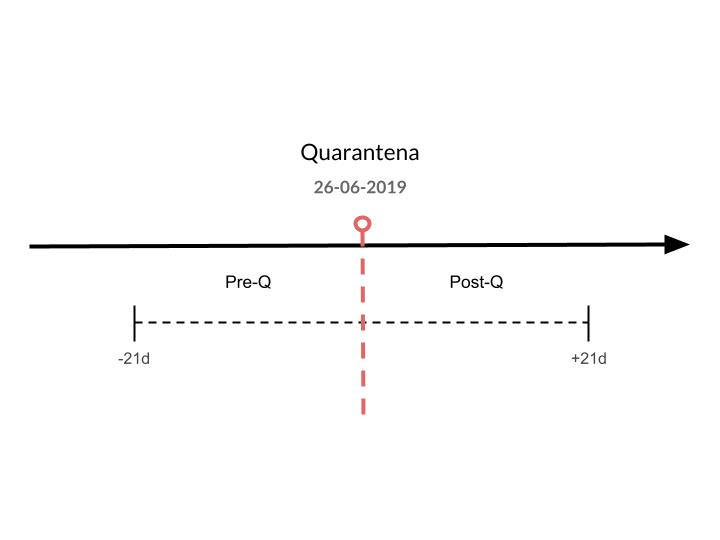 Quarantena
26-06-2019
Pre-Q
Post-Q
-21d
+21d